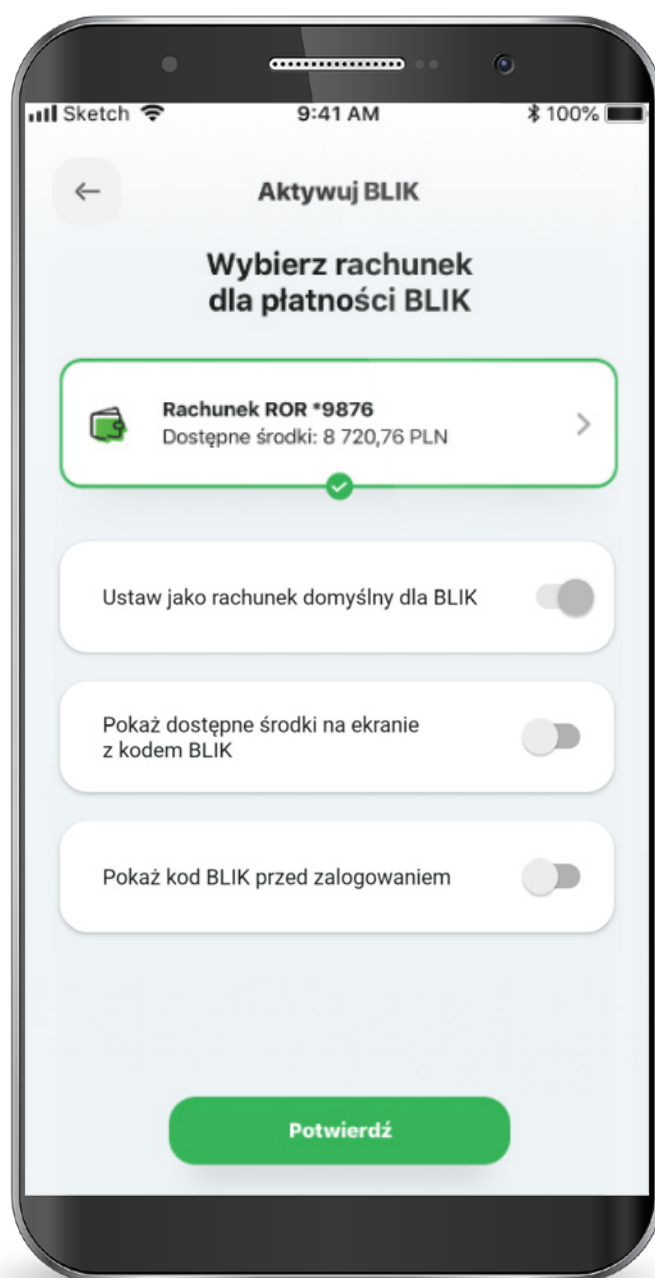 Sketch 9:41 AM 100%
Aktywuj BLIK
Wybierz rachunek
dla płatności BLIK
Rachunek ROR *9876
Dostępne środki: 8 720,76 PLN
Ustaw jako rachunek domyślny dla BLIK
Pokaż dostępne środki na ekranie
z kodem BLIK
Pokaż kod BLIK przed zalogowaniem
Potwierdź